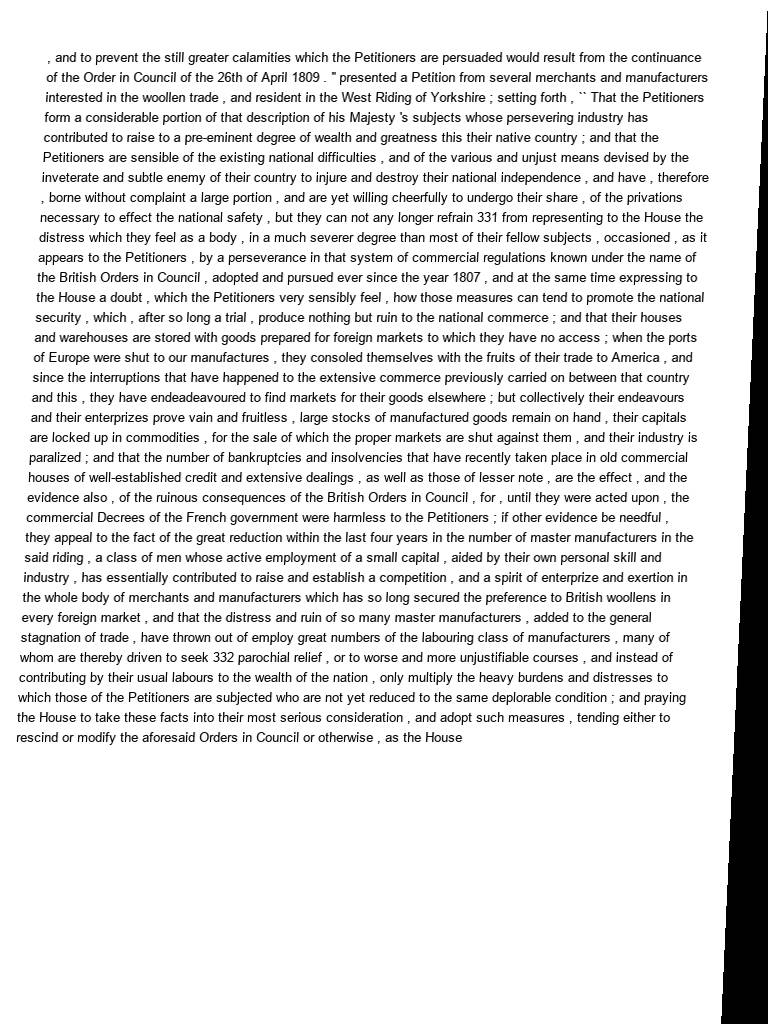 , and to prevent the still greater calamities which the Petitioners are persuaded would result from the continuance
of the Order in Council of the 26th of April 1809 . " presented a Petition from several merchants and manufacturers
interested in the woollen trade , and resident in the West Riding of Yorkshire ; setting forth , `` That the Petitioners
form a considerable portion of that description of his Majesty 's subjects whose persevering industry has
contributed to raise to a pre-eminent degree of wealth and greatness this their native country ; and that the
Petitioners are sensible of the existing national difficulties , and of the various and unjust means devised by the
inveterate and subtle enemy of their country to injure and destroy their national independence , and have , therefore
, borne without complaint a large portion , and are yet willing cheerfully to undergo their share , of the privations
necessary to effect the national safety , but they can not any longer refrain 331 from representing to the House the
distress which they feel as a body , in a much severer degree than most of their fellow subjects , occasioned , as it
appears to the Petitioners , by a perseverance in that system of commercial regulations known under the name of
the British Orders in Council , adopted and pursued ever since the year 1807 , and at the same time expressing to
the House a doubt , which the Petitioners very sensibly feel , how those measures can tend to promote the national
security , which , after so long a trial , produce nothing but ruin to the national commerce ; and that their houses
and warehouses are stored with goods prepared for foreign markets to which they have no access ; when the ports
of Europe were shut to our manufactures , they consoled themselves with the fruits of their trade to America , and
since the interruptions that have happened to the extensive commerce previously carried on between that country
and this , they have endeadeavoured to find markets for their goods elsewhere ; but collectively their endeavours
and their enterprizes prove vain and fruitless , large stocks of manufactured goods remain on hand , their capitals
are locked up in commodities , for the sale of which the proper markets are shut against them , and their industry is
paralized ; and that the number of bankruptcies and insolvencies that have recently taken place in old commercial
houses of well-established credit and extensive dealings , as well as those of lesser note , are the effect , and the
evidence also , of the ruinous consequences of the British Orders in Council , for , until they were acted upon , the
commercial Decrees of the French government were harmless to the Petitioners ; if other evidence be needful ,
they appeal to the fact of the great reduction within the last four years in the number of master manufacturers in the
said riding , a class of men whose active employment of a small capital , aided by their own personal skill and
industry , has essentially contributed to raise and establish a competition , and a spirit of enterprize and exertion in
the whole body of merchants and manufacturers which has so long secured the preference to British woollens in
every foreign market , and that the distress and ruin of so many master manufacturers , added to the general
stagnation of trade , have thrown out of employ great numbers of the labouring class of manufacturers , many of
whom are thereby driven to seek 332 parochial relief , or to worse and more unjustifiable courses , and instead of
contributing by their usual labours to the wealth of the nation , only multiply the heavy burdens and distresses to
which those of the Petitioners are subjected who are not yet reduced to the same deplorable condition ; and praying
the House to take these facts into their most serious consideration , and adopt such measures , tending either to
rescind or modify the aforesaid Orders in Council or otherwise , as the House